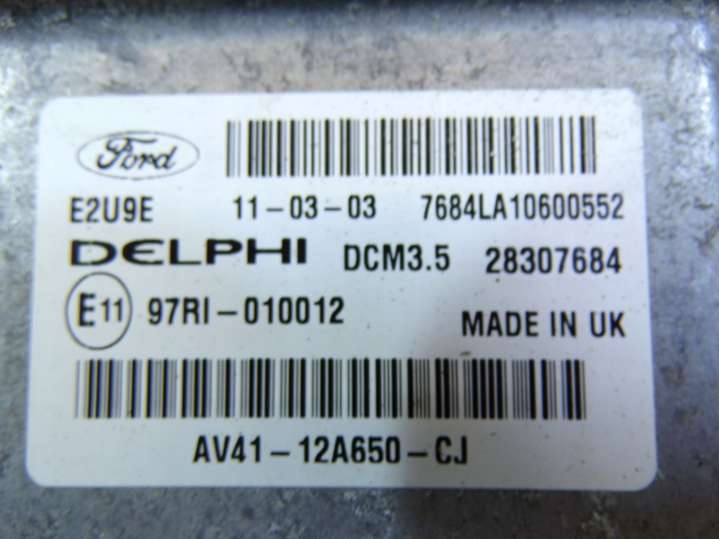 Ford
E2U9E 11-03-03 7684LA10600552
DELPHI DCM3.5 28307684
E11 97RI-010012 MADE IN UK
AV41-12A650-CJ